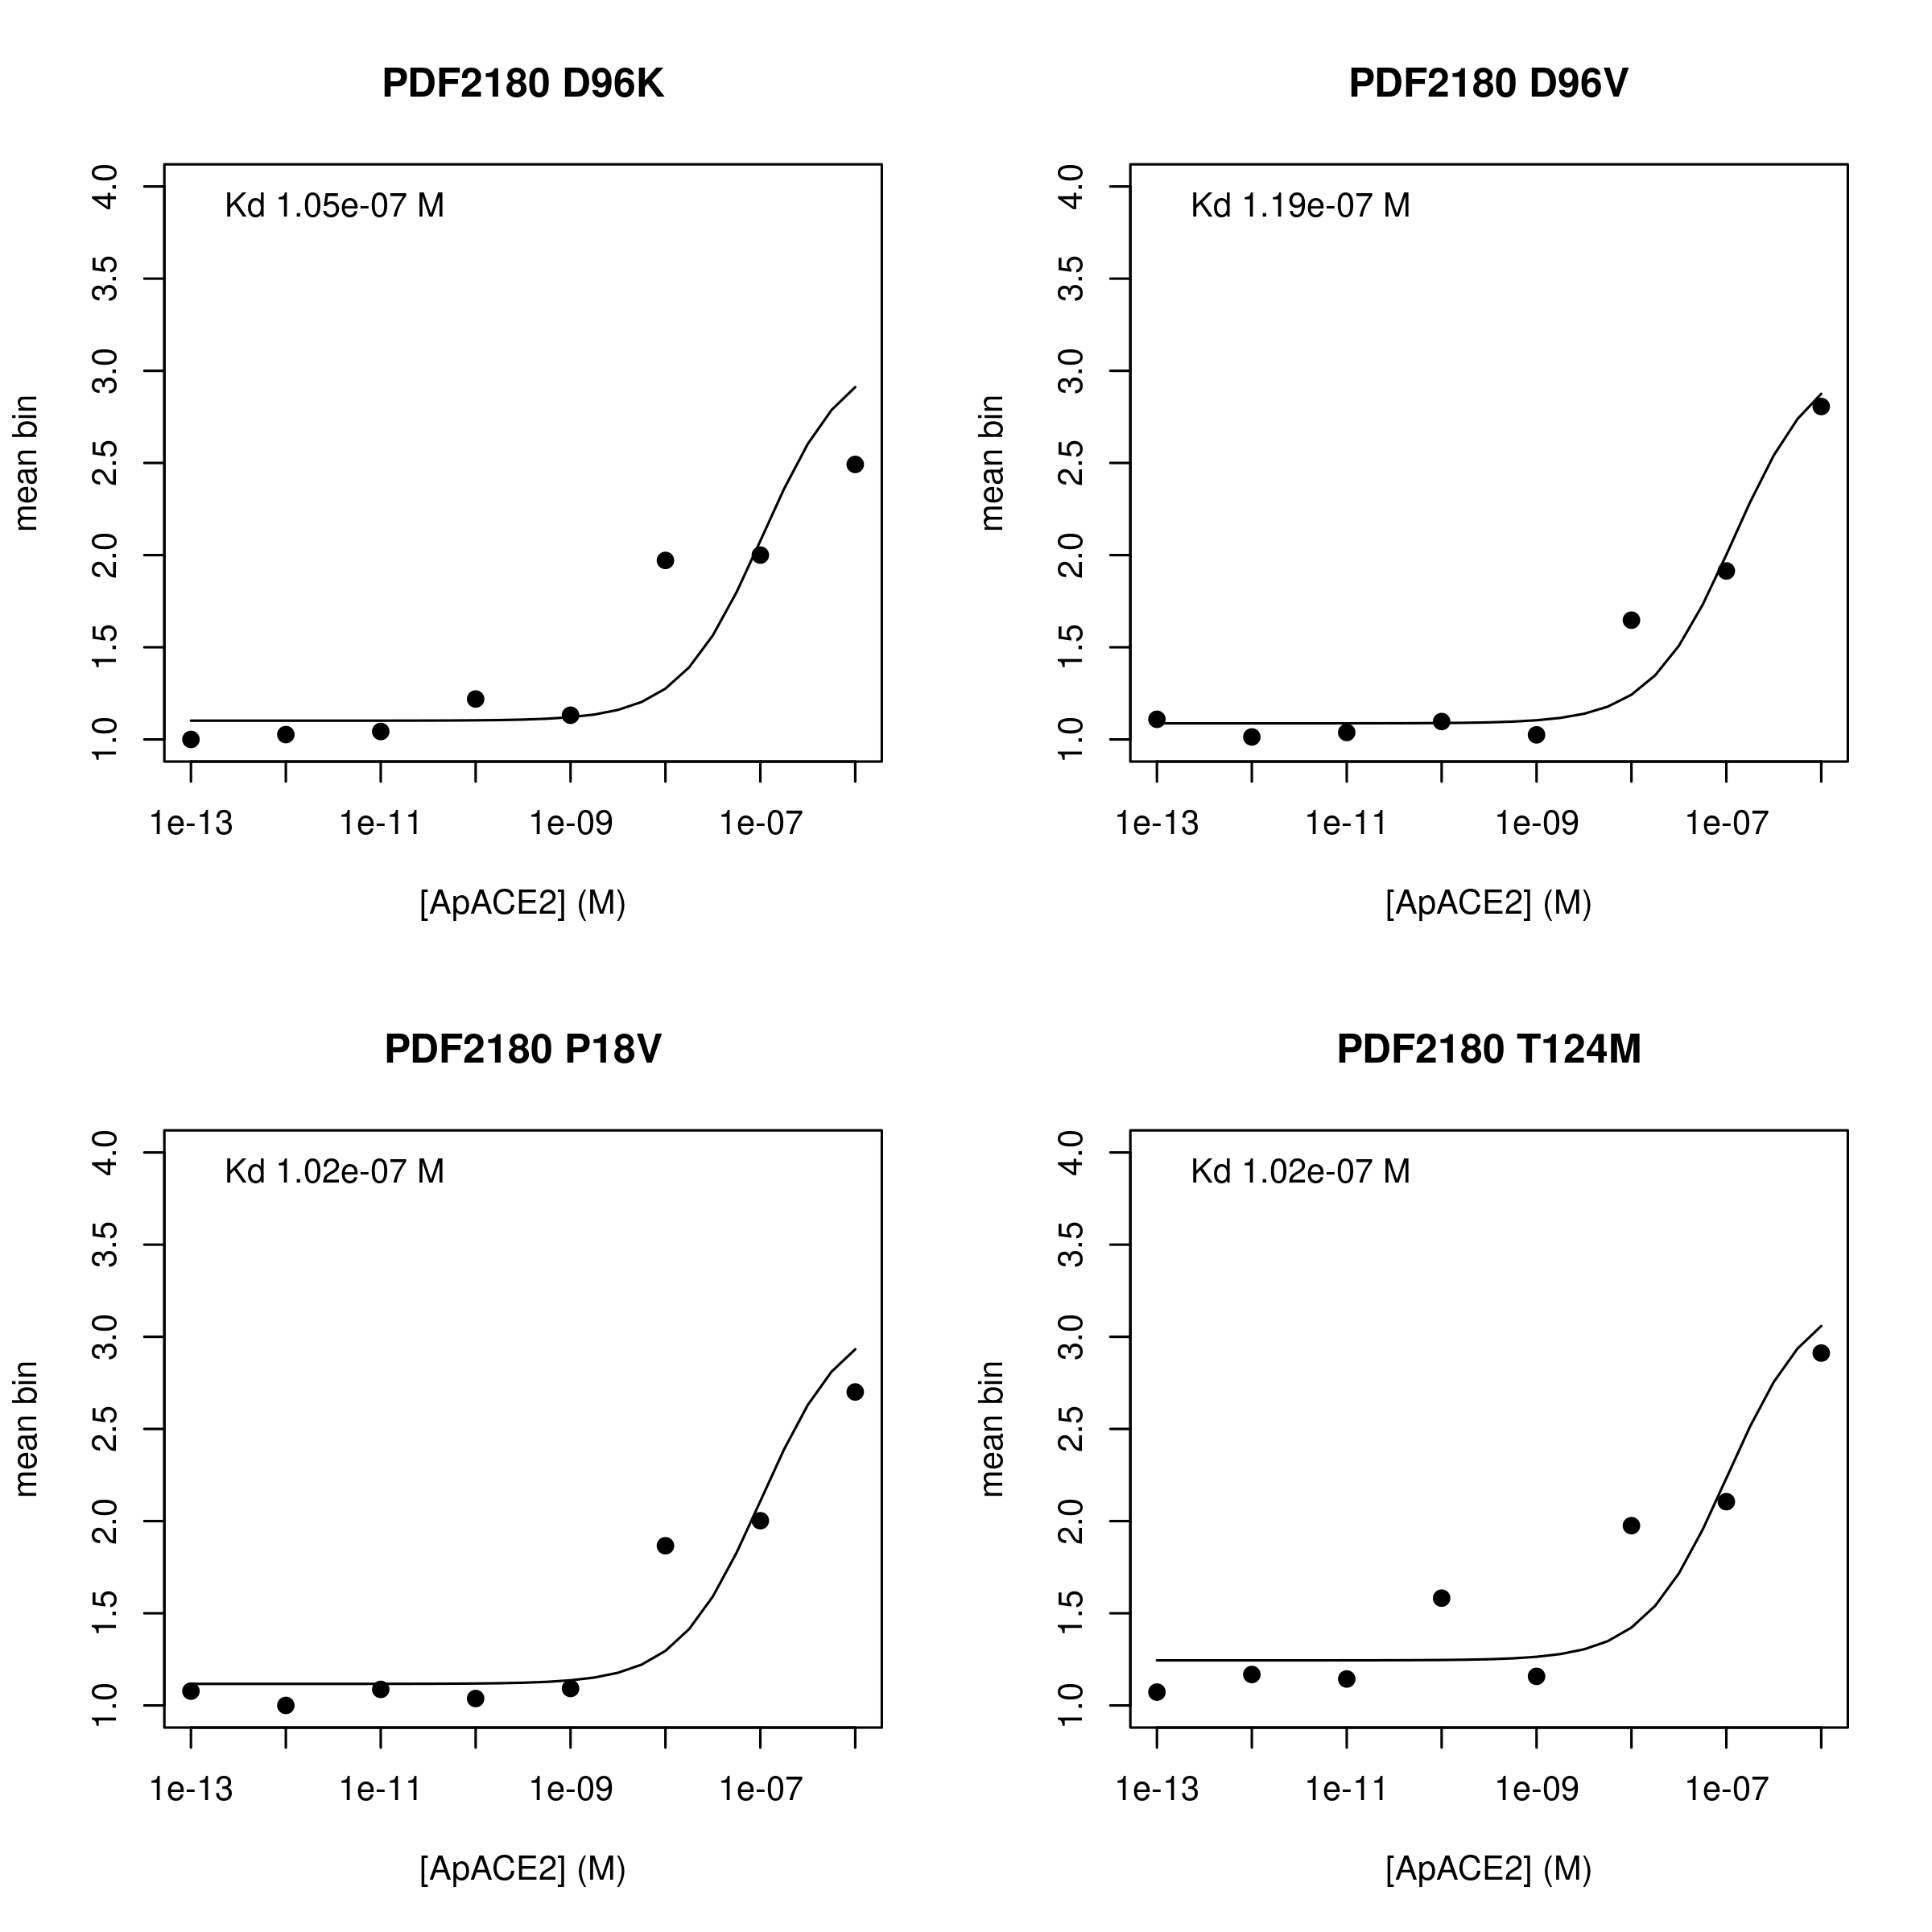 PDF2180 D96K
Kd 1.05e-07 M
mean bin
4.0
3.5
3.0
2.5
2.0
1.5
1.0
1e-13
1e-11
1e-09
1e-07
[ApACE2] (M)
PDF2180 D96V
Kd 1.19e-07 M
mean bin
4.0
3.5
3.0
2.5
2.0
1.5
1.0
1e-13
1e-11
1e-09
1e-07
[ApACE2] (M)
PDF2180 P18V
Kd 1.02e-07 M
mean bin
4.0
3.5
3.0
2.5
2.0
1.5
1.0
1e-13
1e-11
1e-09
1e-07
[ApACE2] (M)
PDF2180 T124M
Kd 1.02e-07 M
mean bin
4.0
3.5
3.0
2.5
2.0
1.5
1.0
1e-13
1e-11
1e-09
1e-07
[ApACE2] (M)